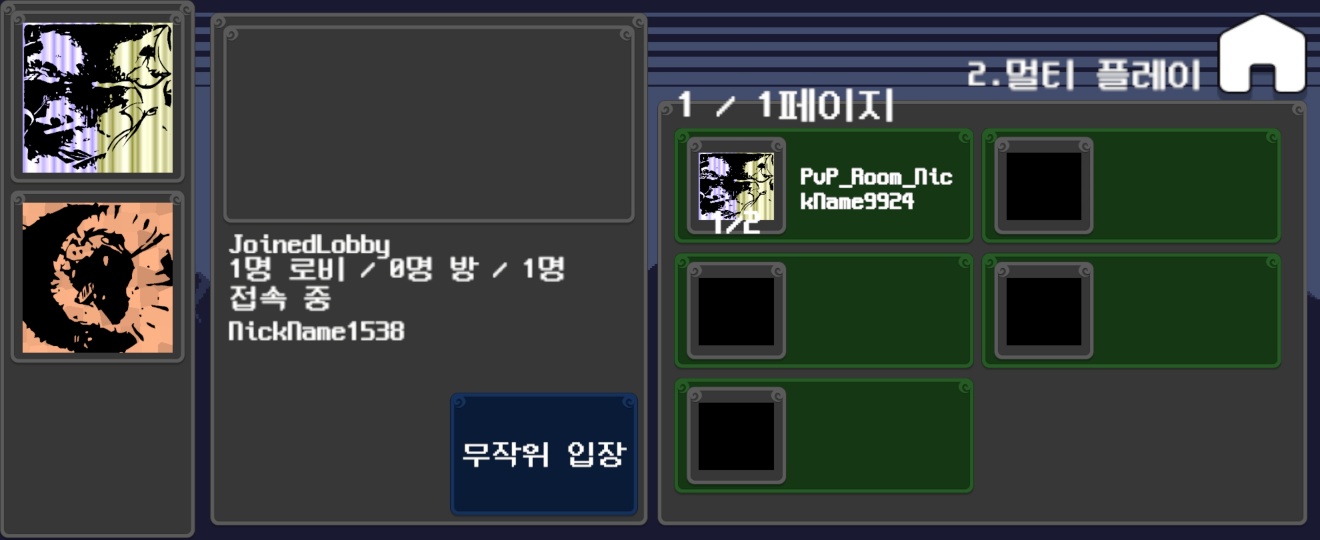 2.멀티 플레이
1 / 1페이지
PvP_Room_Nic
kName9924
1/2
JoinedLobby
1명 로비 / 0명 방 / 1명
접속 중
NickName1538
무작위 입장